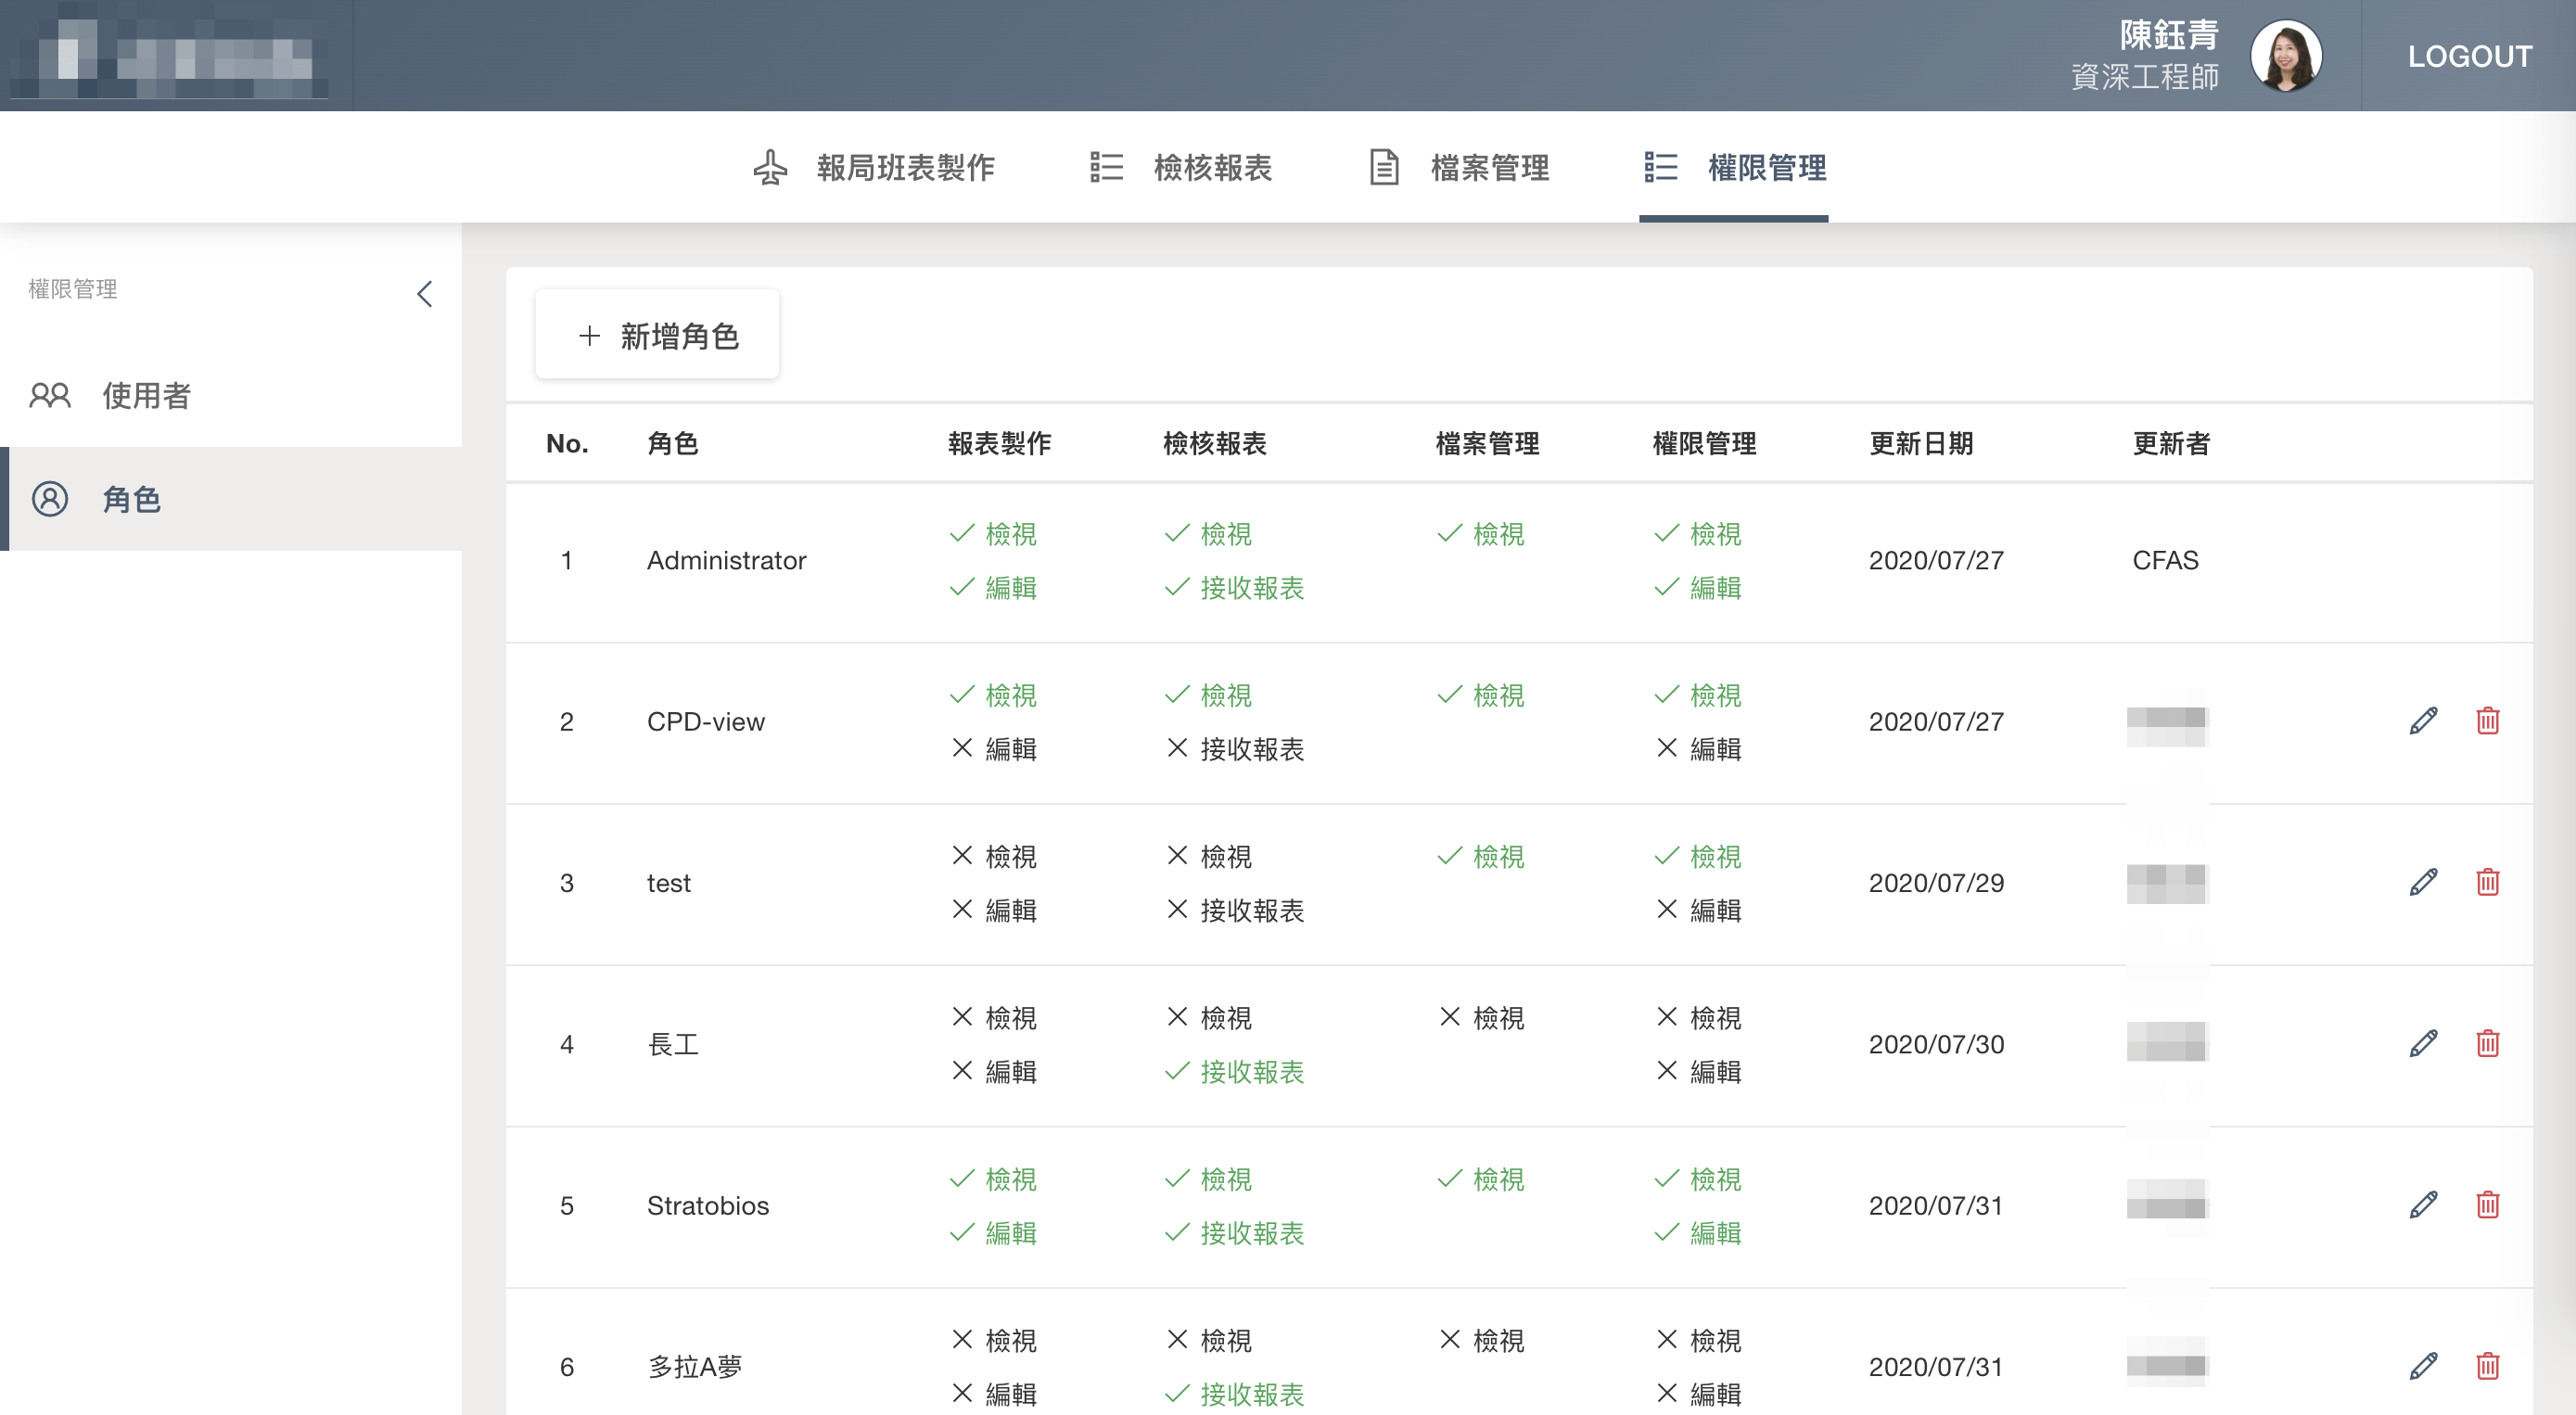 陳鈺青
資深工程師
LOGOUT
報局班表製作 檢核報表 檔案管理 權限管理
權限管理
使用者
角色
新增角色
No. 角色 報表製作 檢核報表 檔案管理 權限管理 更新日期 更新者
檢視 檢視 檢視 檢視
1 Administrator 2020/07/27 CFAS
編輯 接收報表 編輯
檢視 檢視 檢視 檢視
2 CPD-view 2020/07/27
編輯 接收報表 編輯
檢視 檢視 檢視 檢視
3 test 2020/07/29
編輯 接收報表 編輯
檢視 檢視 檢視 檢視
4 長工 2020/07/30
編輯 接收報表 編輯
檢視 檢視 檢視 檢視
5 Stratobios 2020/07/31
編輯 接收報表 編輯
檢視 檢視 檢視 檢視
6 多拉A夢 2020/07/31
編輯 接收報表 編輯